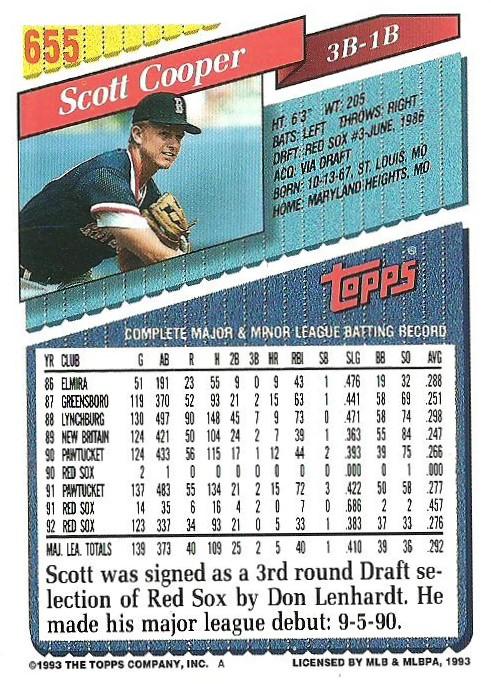 655
Scott Cooper
3B-1B
HT: 6'3" WT: 205
BATS: LEFT THROWS: RIGHT
DRFT: RED SOX #3-JUNE, 1986
ACQ: VIA DRAFT
BORN: 10-13-67, ST. LOUIS, MO
HOME: MARYLAND HEIGHTS, MO
B
TOPPS®
COMPLETE MAJOR & MINOR LEAGUE BATTING RECORD
YR CLUB G AB R H 2B 3B HR RBI SB SLG BB SO AVG
86 ELMIRA 51 191 23 55 9 0 9 43 1 .476 19 32 .288
87 GREENSBORO 119 370 52 93 21 2 15 63 1 .441 58 69 .251
88 LYNCHBURG 130 497 90 148 45 7 9 73 0 .471 58 74 .298
89 NEW BRITAIN 124 421 50 104 24 2 7 39 1 .363 55 84 .247
90 PAWTUCKET 124 433 56 115 17 1 12 44 2 .393 39 75 .266
90 RED SOX 2 1 0 0 0 0 0 0 0 .000 0 1 .000
91 PAWTUCKET 137 483 55 134 21 2 15 72 3 .422 50 58 .277
91 RED SOX 14 35 6 16 4 2 0 7 0 .686 2 2 .457
92 RED SOX 123 337 34 93 21 0 5 33 1 .383 37 33 .276
MAJ. LEA. TOTALS 139 373 40 109 25 2 5 40 1 .410 39 36 .292
Scott was signed as a 3rd round Draft se-
lection of Red Sox by Don Lenhardt. He
made his major league debut: 9-5-90.
©1993 THE TOPPS COMPANY, INC. A LICENSED BY MLB & MLBPA, 1993